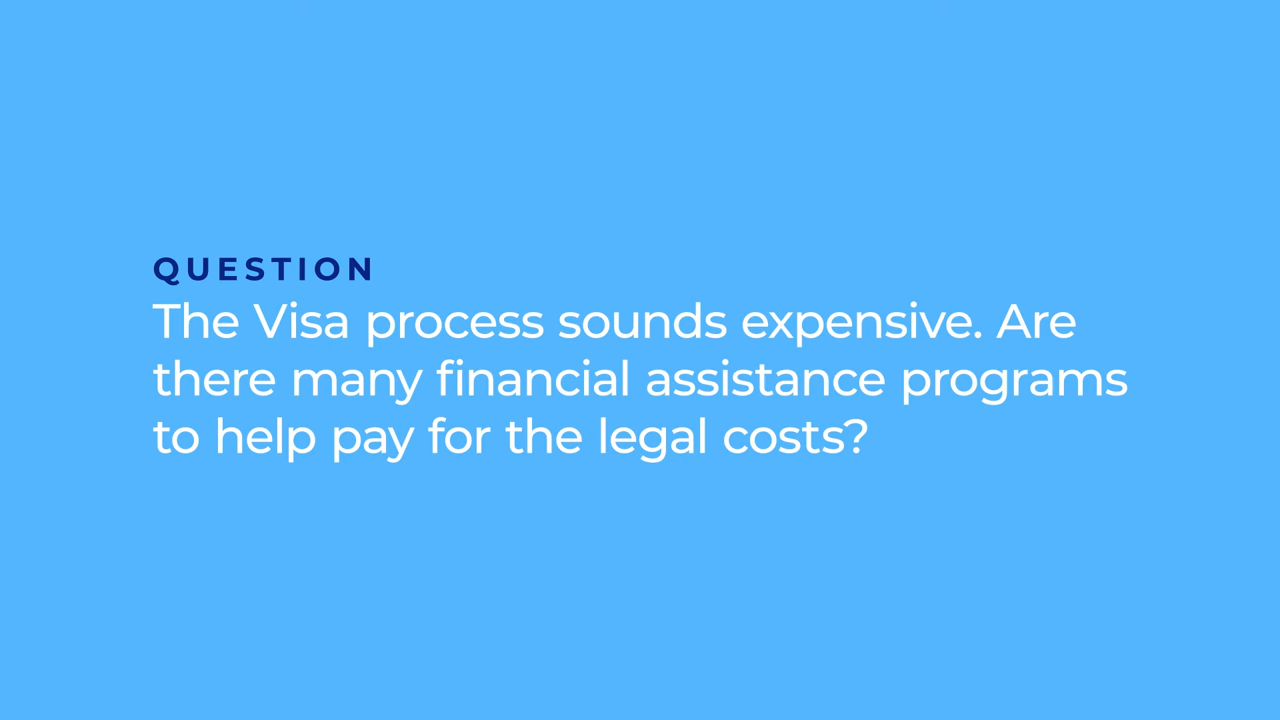 QUESTION
The Visa process sounds expensive. Are
there many financial assistance programs
to help pay for the legal costs?